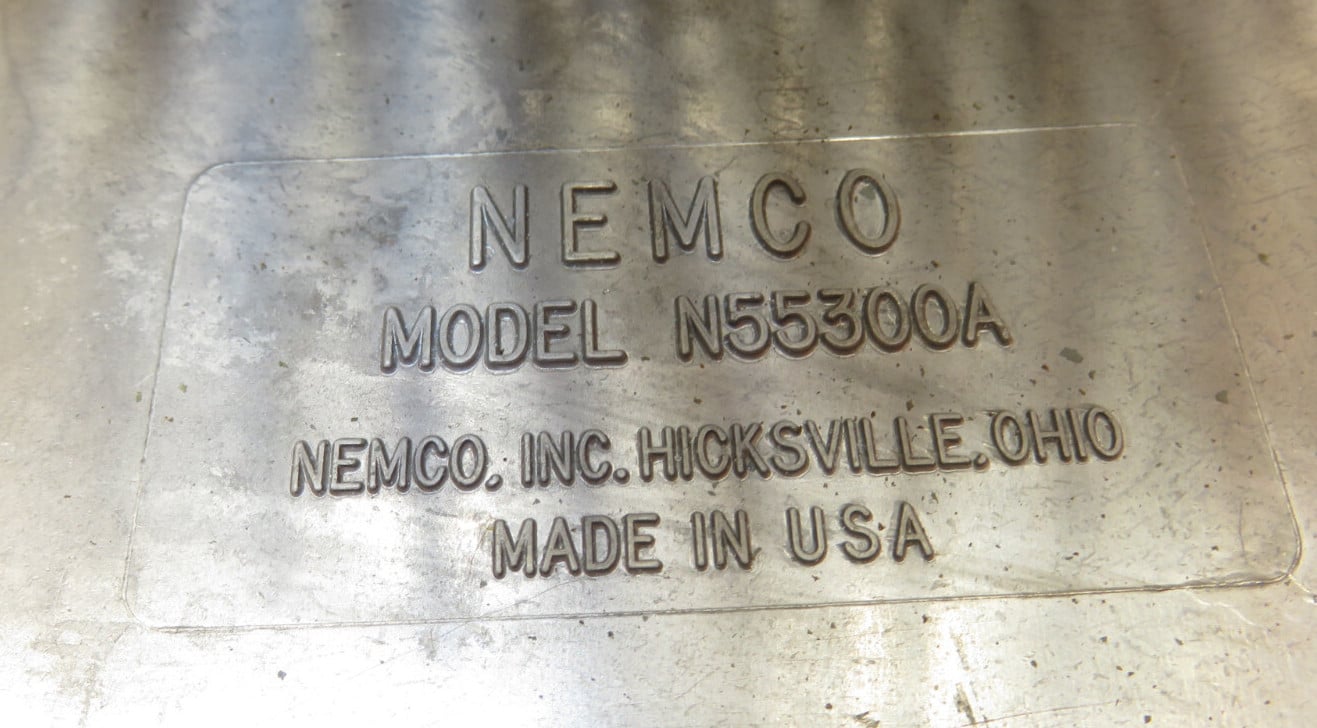 NEMCO
MODEL N55300A
NEMCO, INC. HICKSVILLE, OHIO
MADE IN USA